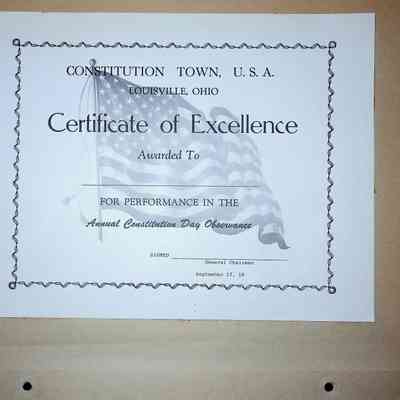 CONSTITUTION TOWN, U. S. A.
LOUISVILLE, OHIO
Certificate of Excellence
Awarded To
FOR PERFORMANCE IN THE
Annual Constitution Day Observance
SIGNED
General Chairman
September 17, 19